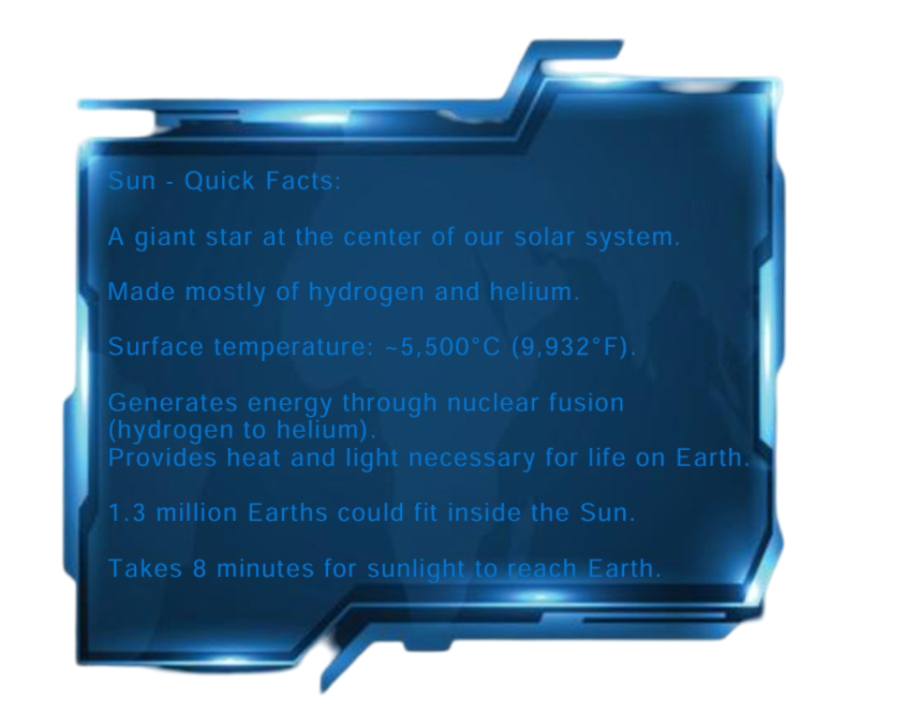 Sun - Quick Facts:
A giant star at the center of our solar system.
Made mostly of hydrogen and helium.
Surface temperature: ~5,500°C (9,932°F).
Generates energy through nuclear fusion
(hydrogen to helium).
Provides heat and light necessary for life on Earth.
1.3 million Earths could fit inside the Sun.
Takes 8 minutes for sunlight to reach Earth.